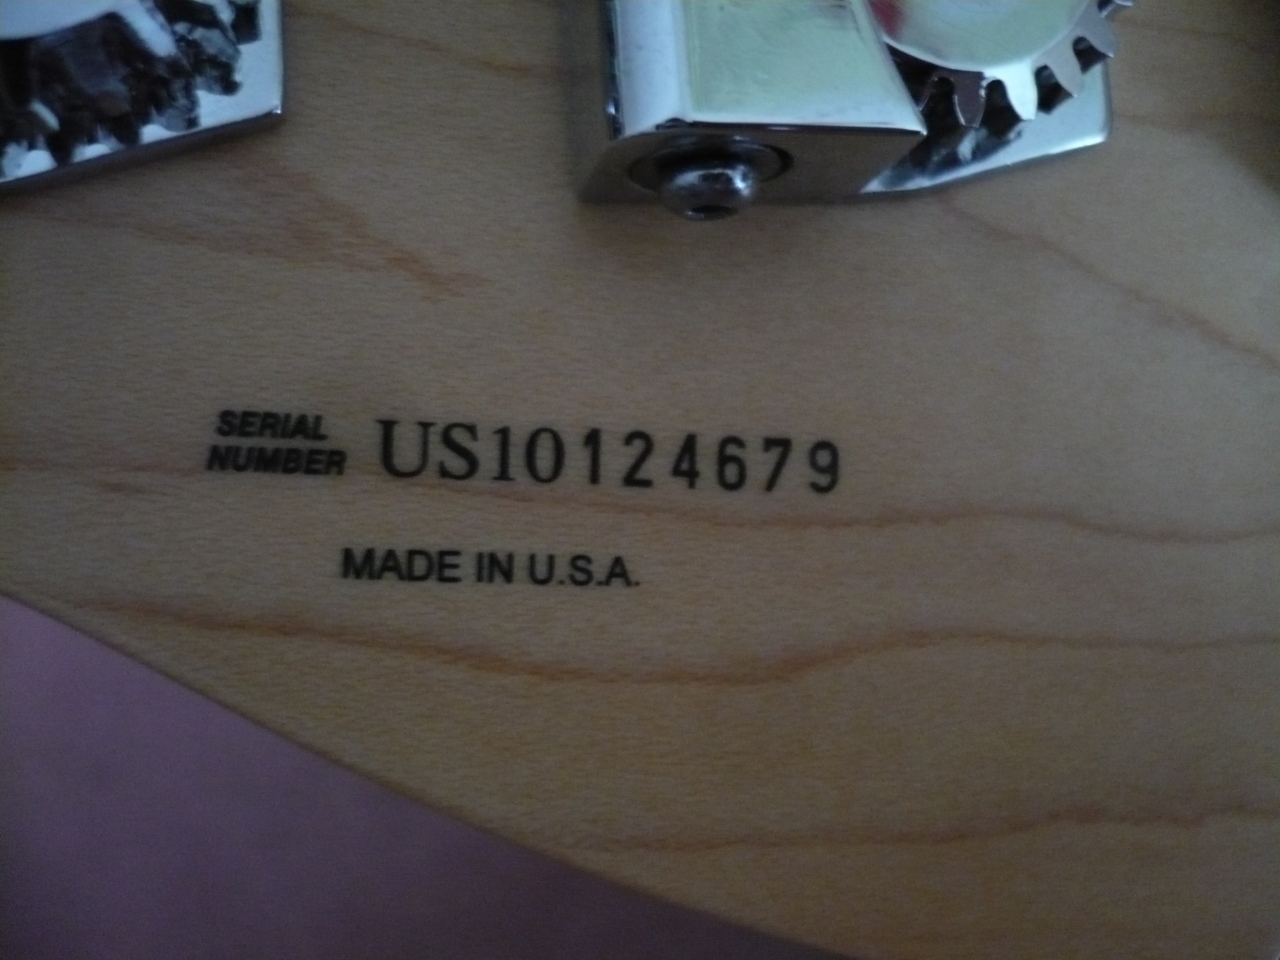 SERIAL
NUMBER US10124679
MADE IN U.S.A.